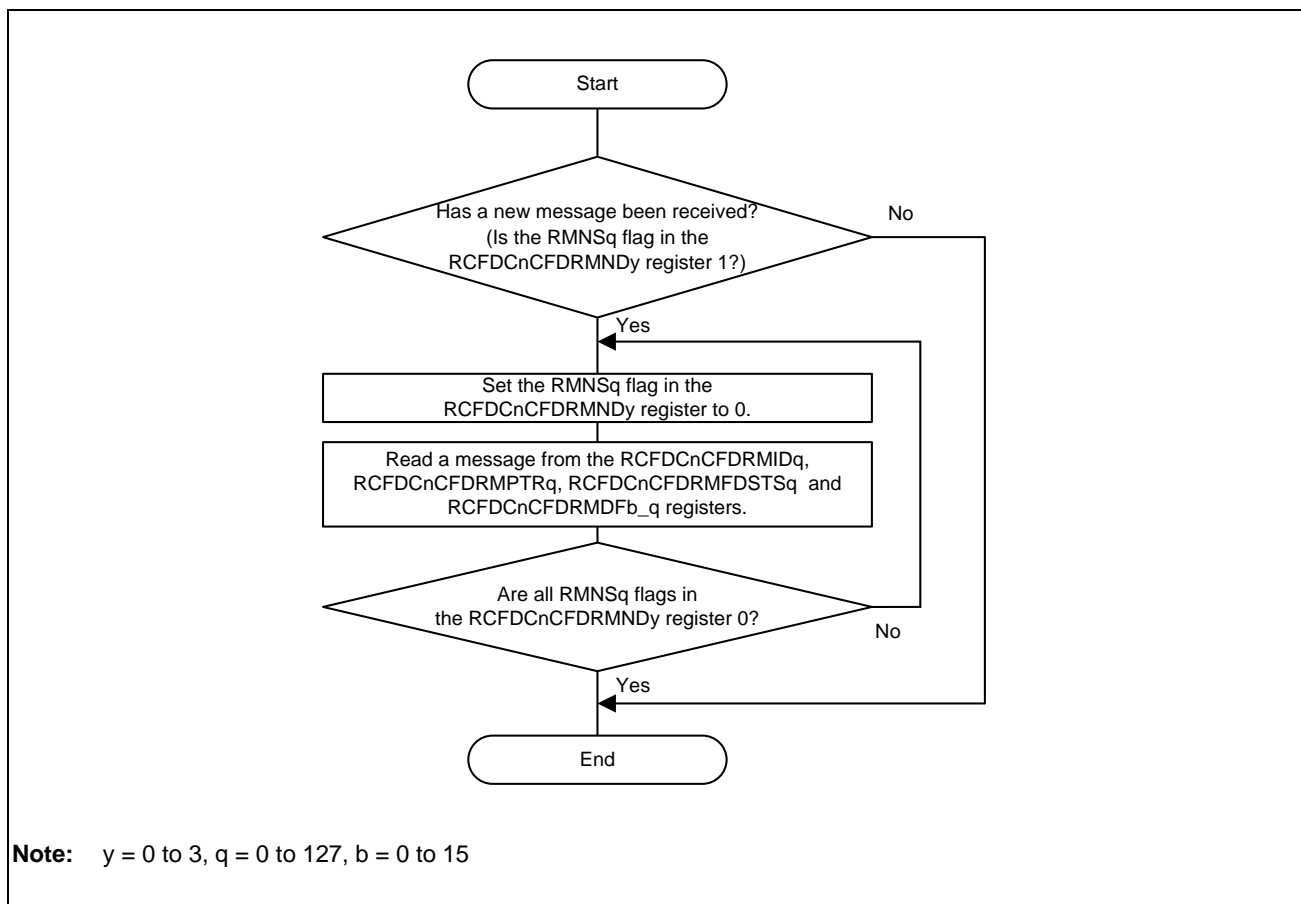 Start
Has a new message been received?
(Is the RMNSq flag in the
RCFDCnCFDRMNDy register 1?)
No
Yes
Set the RMNSq flag in the
RCFDCnCFDRMNDy register to 0.
Read a message from the RCFDCnCFDRMIDq,
RCFDCnCFDRMPTRq, RCFDCnCFDRMFDSTSq and
RCFDCnCFDRMDFb_q registers.
Are all RMNSq flags in
the RCFDCnCFDRMNDy register 0?
No
Yes
End
Note: y = 0 to 3, q = 0 to 127, b = 0 to 15